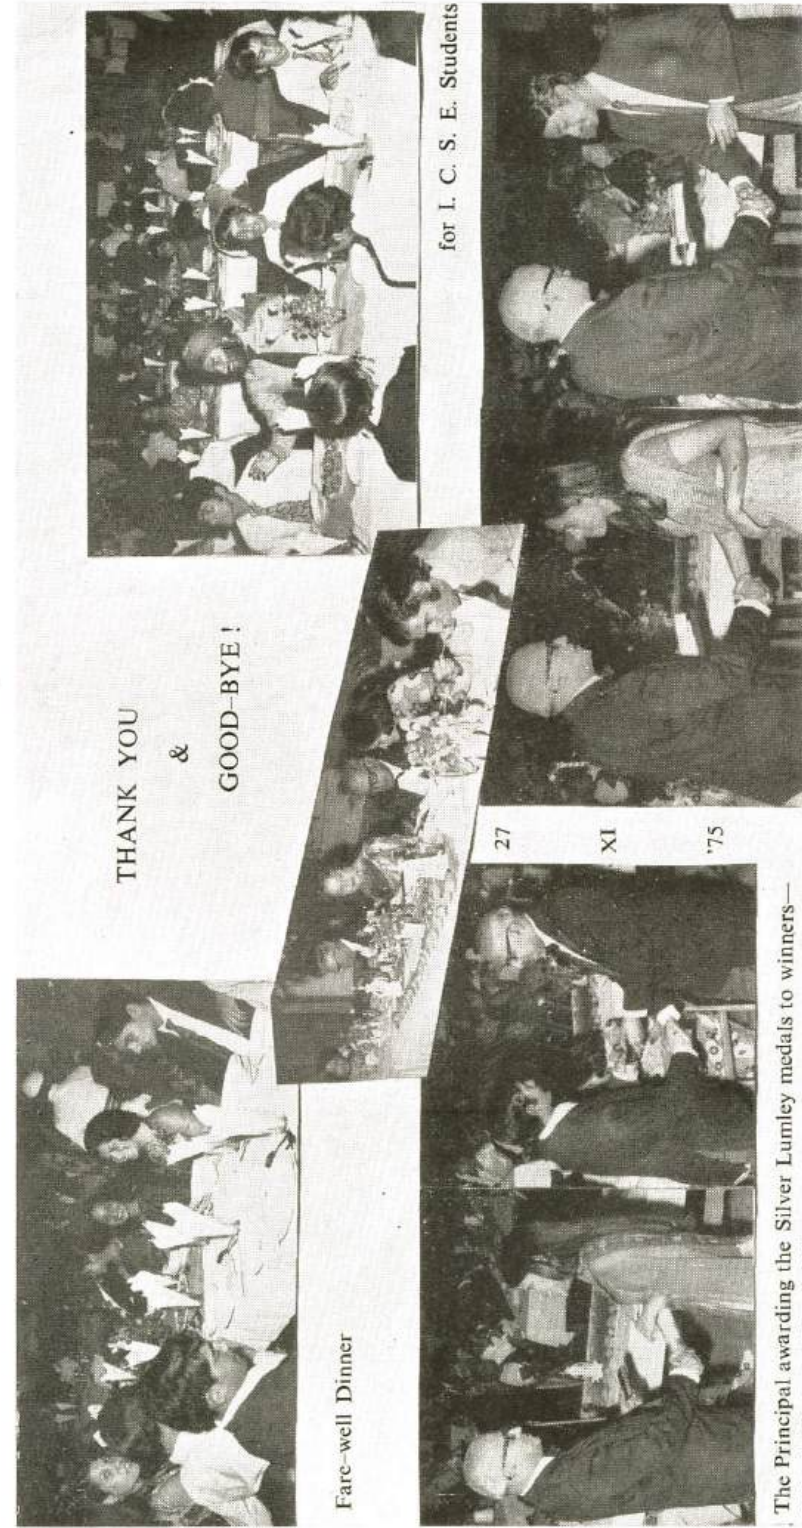 THANK YOU
&
GOOD-BYE !
Fare-well Dinner
for I. C. S. E. Students
27
XI
'75
The Principal awarding the Silver Lumley medals to winners—